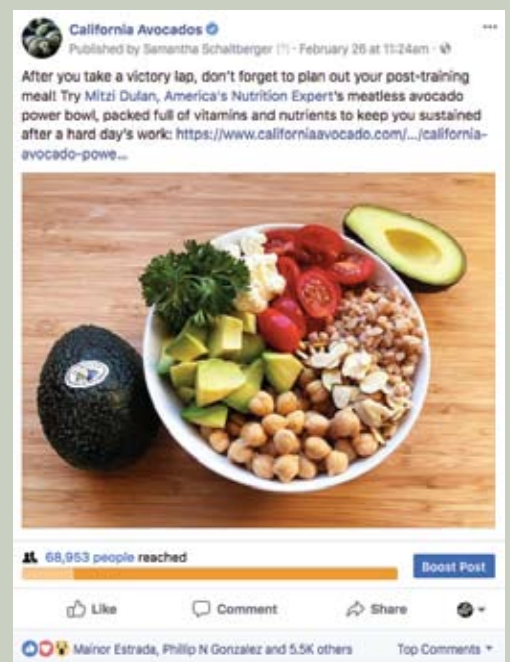 California Avocados
Published by Samantha Schaltberger [?] · February 26 at 11:24am ·
After you take a victory lap, don't forget to plan out your post-training
meal! Try Mitzi Dulan, America's Nutrition Expert's meatless avocado
power bowl, packed full of vitamins and nutrients to keep you sustained
after a hard day's work: https://www.californiaavocado.com/.../california-
avocado-powe...
68,953 people reached
Boost Post
Like
Comment
Share
Mainor Estrada, Phillip N Gonzalez and 5.5K others
Top Comments